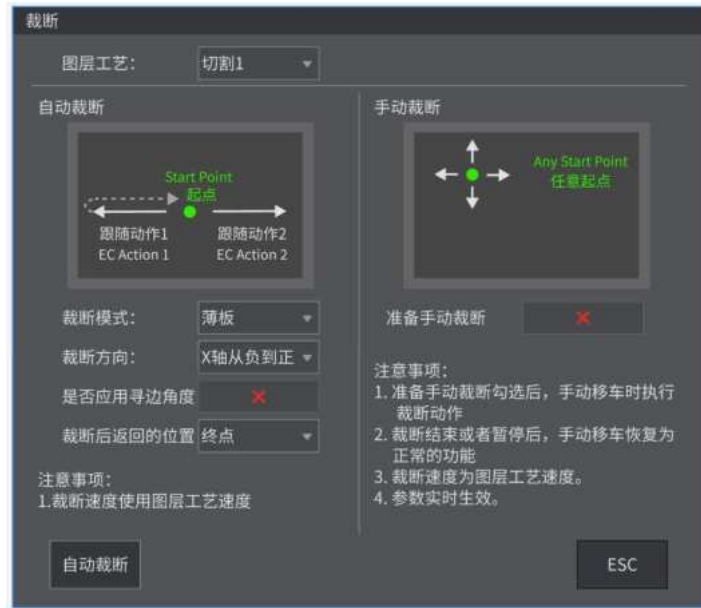 裁断
图层工艺： 切割1
自动裁断
Start Point
起点
跟随动作1 跟随动作2
EC Action 1 EC Action 2
裁断模式： 薄板
裁断方向： X轴从负到正
是否应用寻边角度
裁断后返回的位置 终点
注意事项：
1.裁断速度使用图层工艺速度
自动裁断
手动裁断
Any Start Point
任意起点
准备手动裁断
注意事项：
1. 准备手动裁断勾选后，手动移车时执行
裁断动作
2. 裁断结束或者暂停后，手动移车恢复为
正常的功能
3. 裁断速度为图层工艺速度。
4. 参数实时生效。
ESC